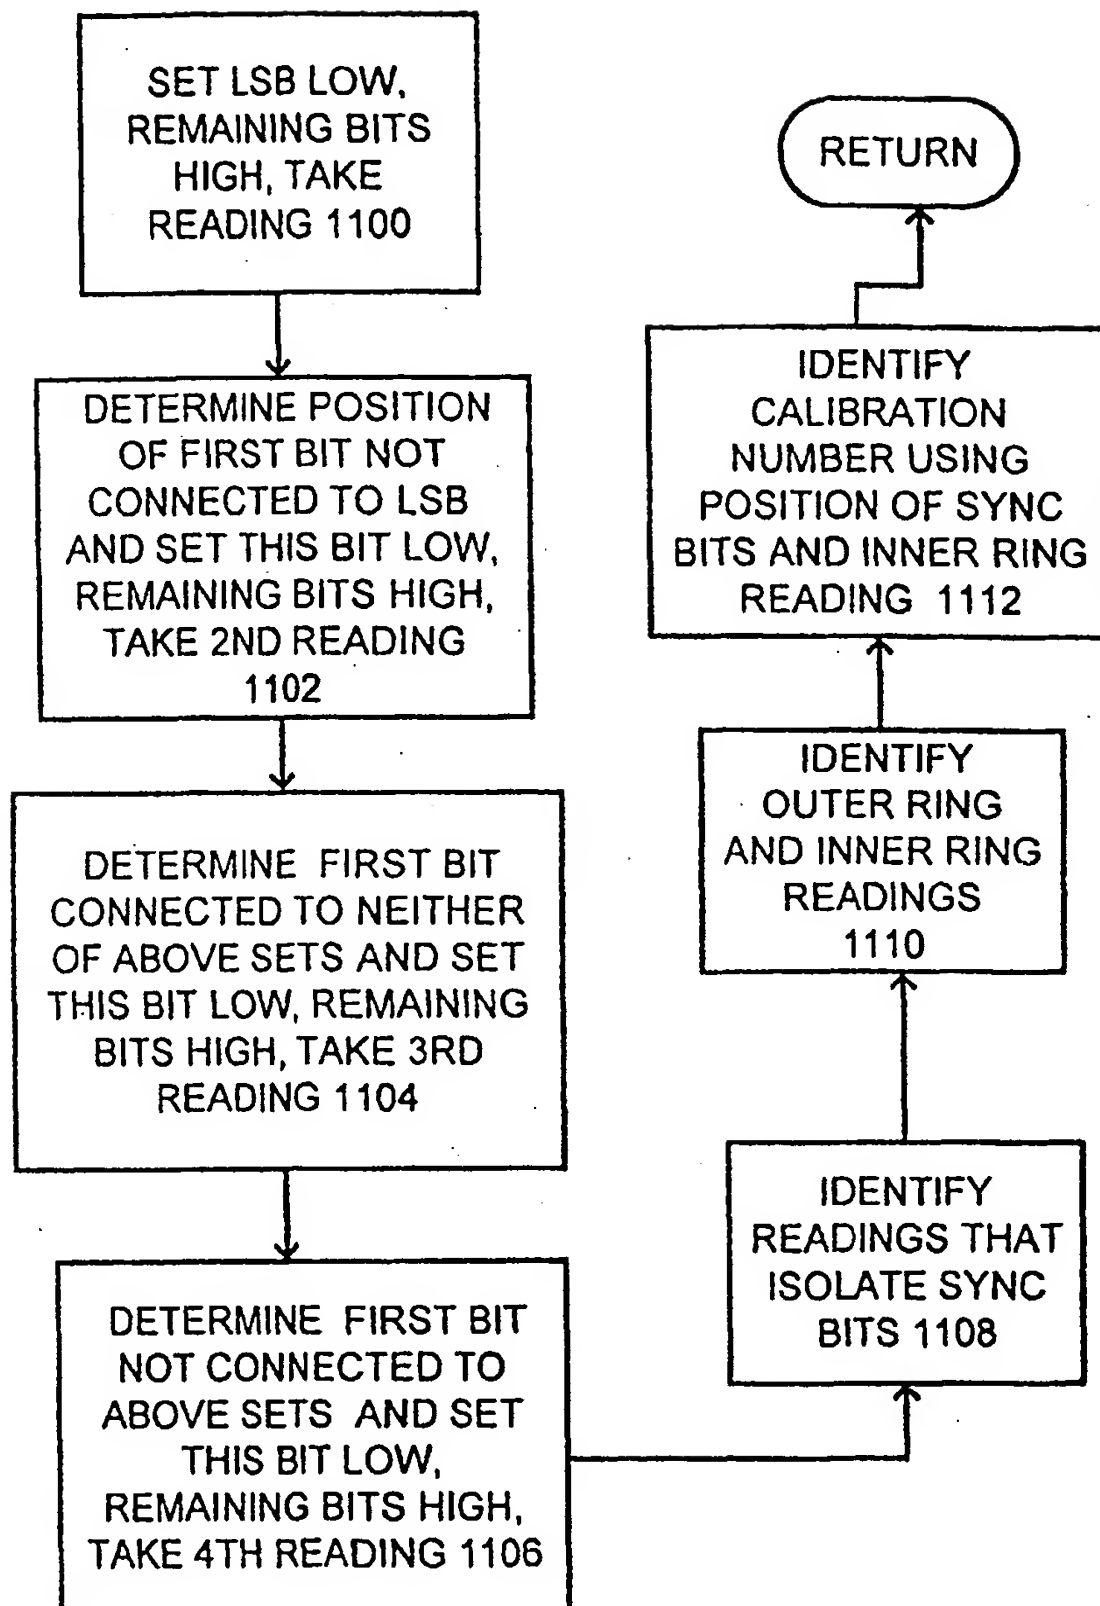 SET LSB LOW,
REMAINING BITS
HIGH, TAKE
READING 1100
DETERMINE POSITION
OF FIRST BIT NOT
CONNECTED TO LSB
AND SET THIS BIT LOW,
REMAINING BITS HIGH,
TAKE 2ND READING
1102
DETERMINE FIRST BIT
CONNECTED TO NEITHER
OF ABOVE SETS AND SET
THIS BIT LOW, REMAINING
BITS HIGH, TAKE 3RD
READING 1104
DETERMINE FIRST BIT
NOT CONNECTED TO
ABOVE SETS AND SET
THIS BIT LOW,
REMAINING BITS HIGH,
TAKE 4TH READING 1106
IDENTIFY
READINGS THAT
ISOLATE SYNC
BITS 1108
IDENTIFY
OUTER RING
AND INNER RING
READINGS
1110
IDENTIFY
CALIBRATION
NUMBER USING
POSITION OF SYNC
BITS AND INNER RING
READING 1112
RETURN